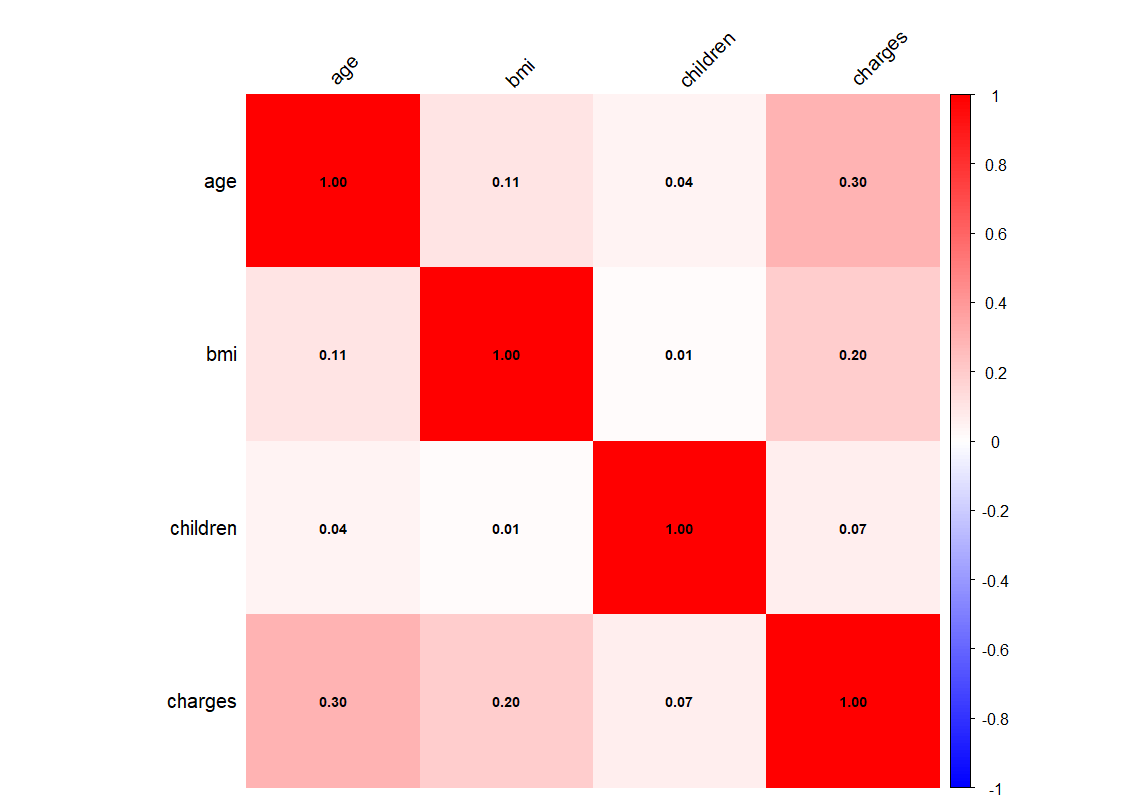 age bmi children charges
age 1.00 0.11 0.04 0.30
bmi 0.11 1.00 0.01 0.20
children 0.04 0.01 1.00 0.07
charges 0.30 0.20 0.07 1.00
1
0.8
0.6
0.4
0.2
0
-0.2
-0.4
-0.6
-0.8
-1